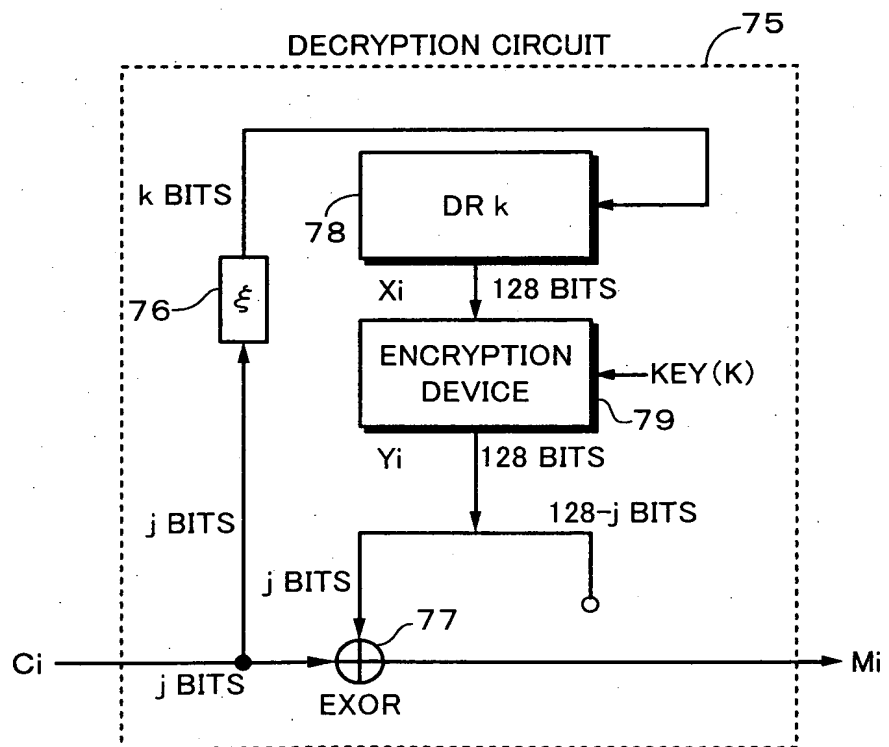 75
DECRYPTION CIRCUIT
k BITS
78
DR k
76
ξ
Xi
128 BITS
ENCRYPTION
DEVICE
KEY(K)
79
Yi
128 BITS
j BITS
128-j BITS
j BITS
77
Ci
j BITS
EXOR
Mi